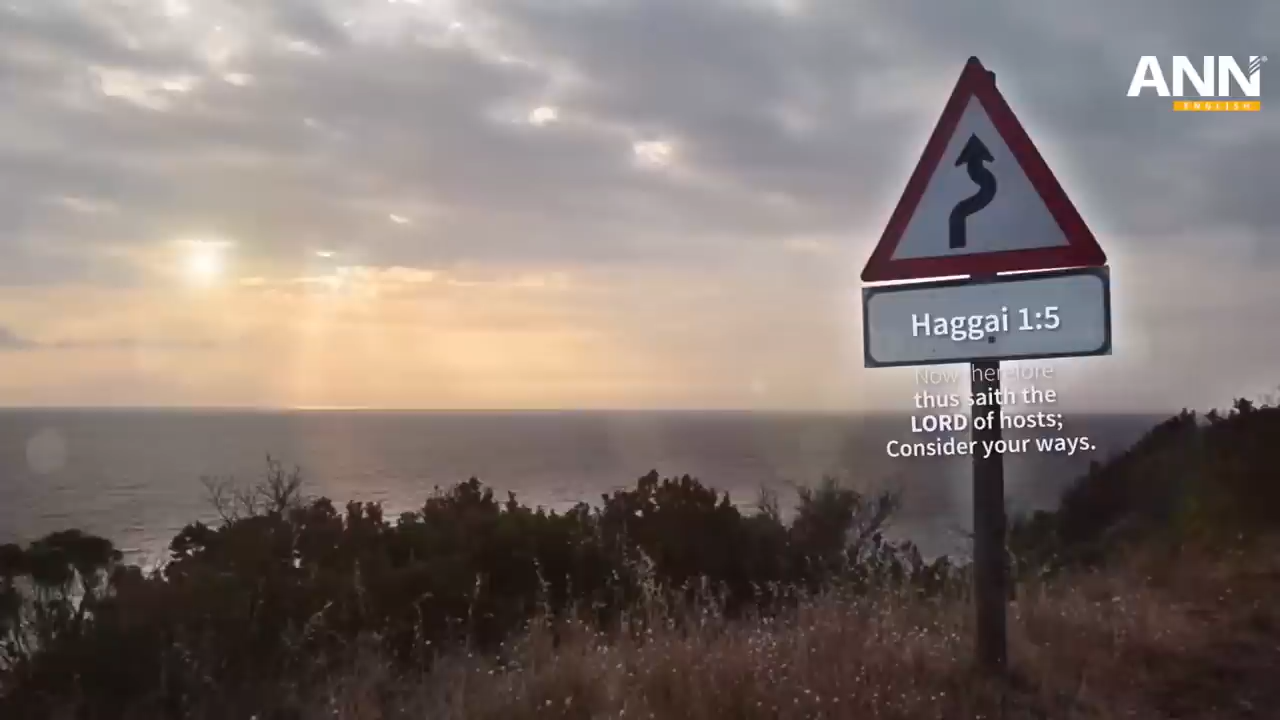 ANN
ENGLISH
Haggai 1:5
Now therefore
thus saith the
LORD of hosts;
Consider your ways.